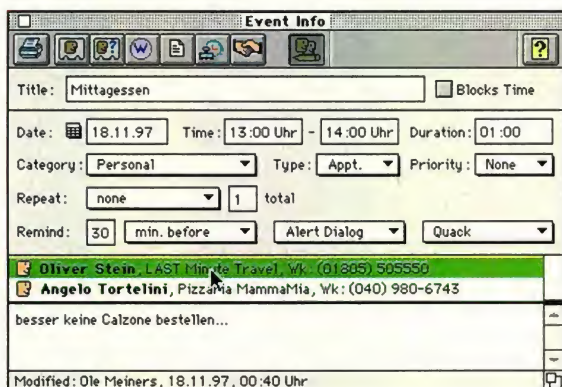 Event Info
?
W
?
Title: Mittagessen Blocks Time
Date: 18.11.97 Time: 13:00 Uhr - 14:00 Uhr Duration: 01:00
Category: Personal Type: Appt. Priority: None
Repeat: none 1 total
Remind: 30 min. before Alert Dialog Quack
Oliver Stein, LAST Minute Travel, Wk: (01805) 505550
Angelo Tortelini, PizzaMa MammaMia, Wk: (040) 980-6743
besser keine Calzone bestellen...
Modified: Ole Meiners, 18.11.97, 00:40 Uhr